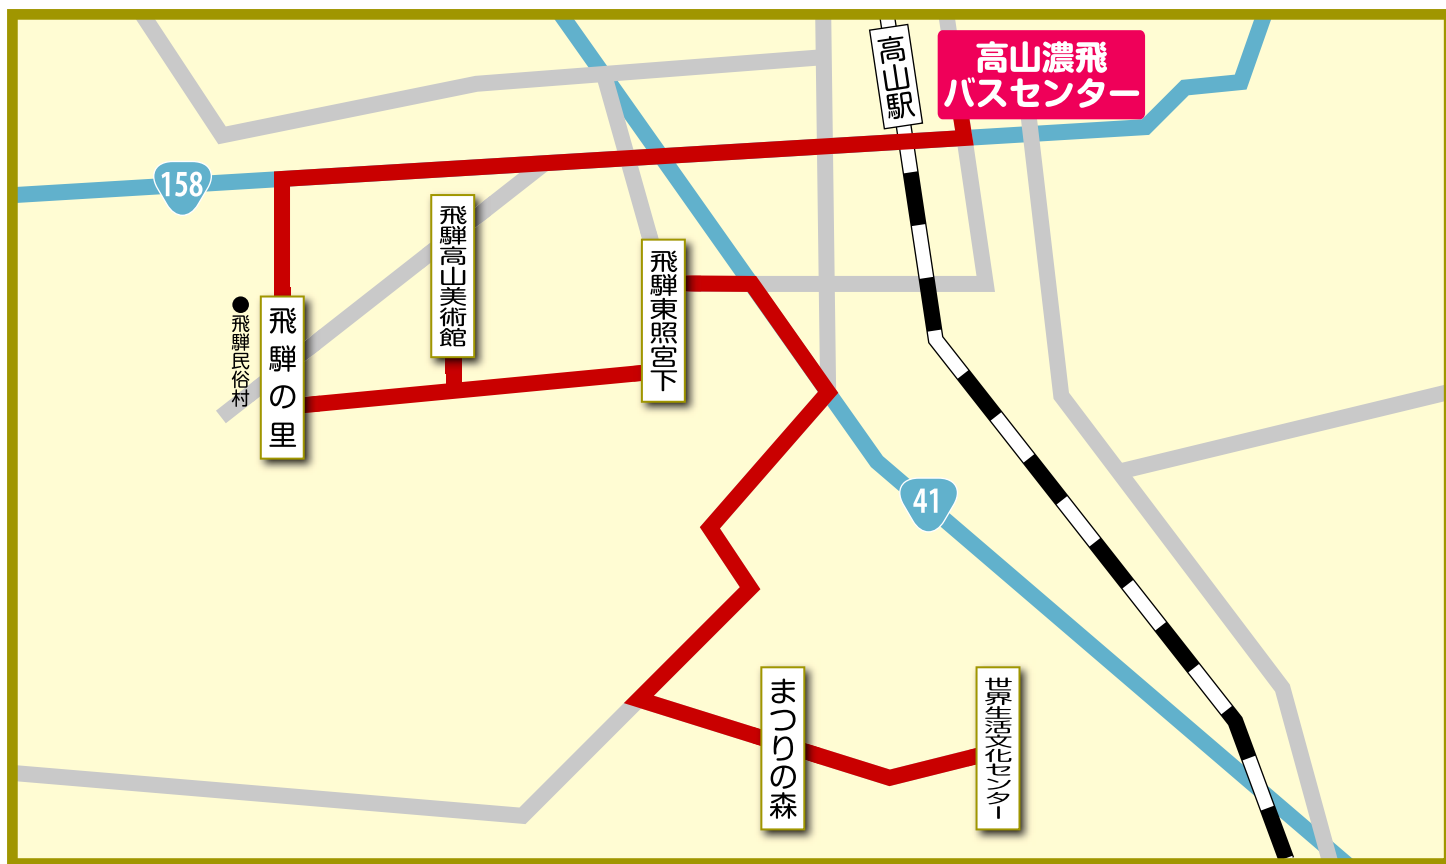 高山駅
高山濃飛
バスセンター
158
飛騨高山美術館
飛騨東照宮下
飛騨の里
●飛騨民俗村
41
まつりの森
世界生活文化センター